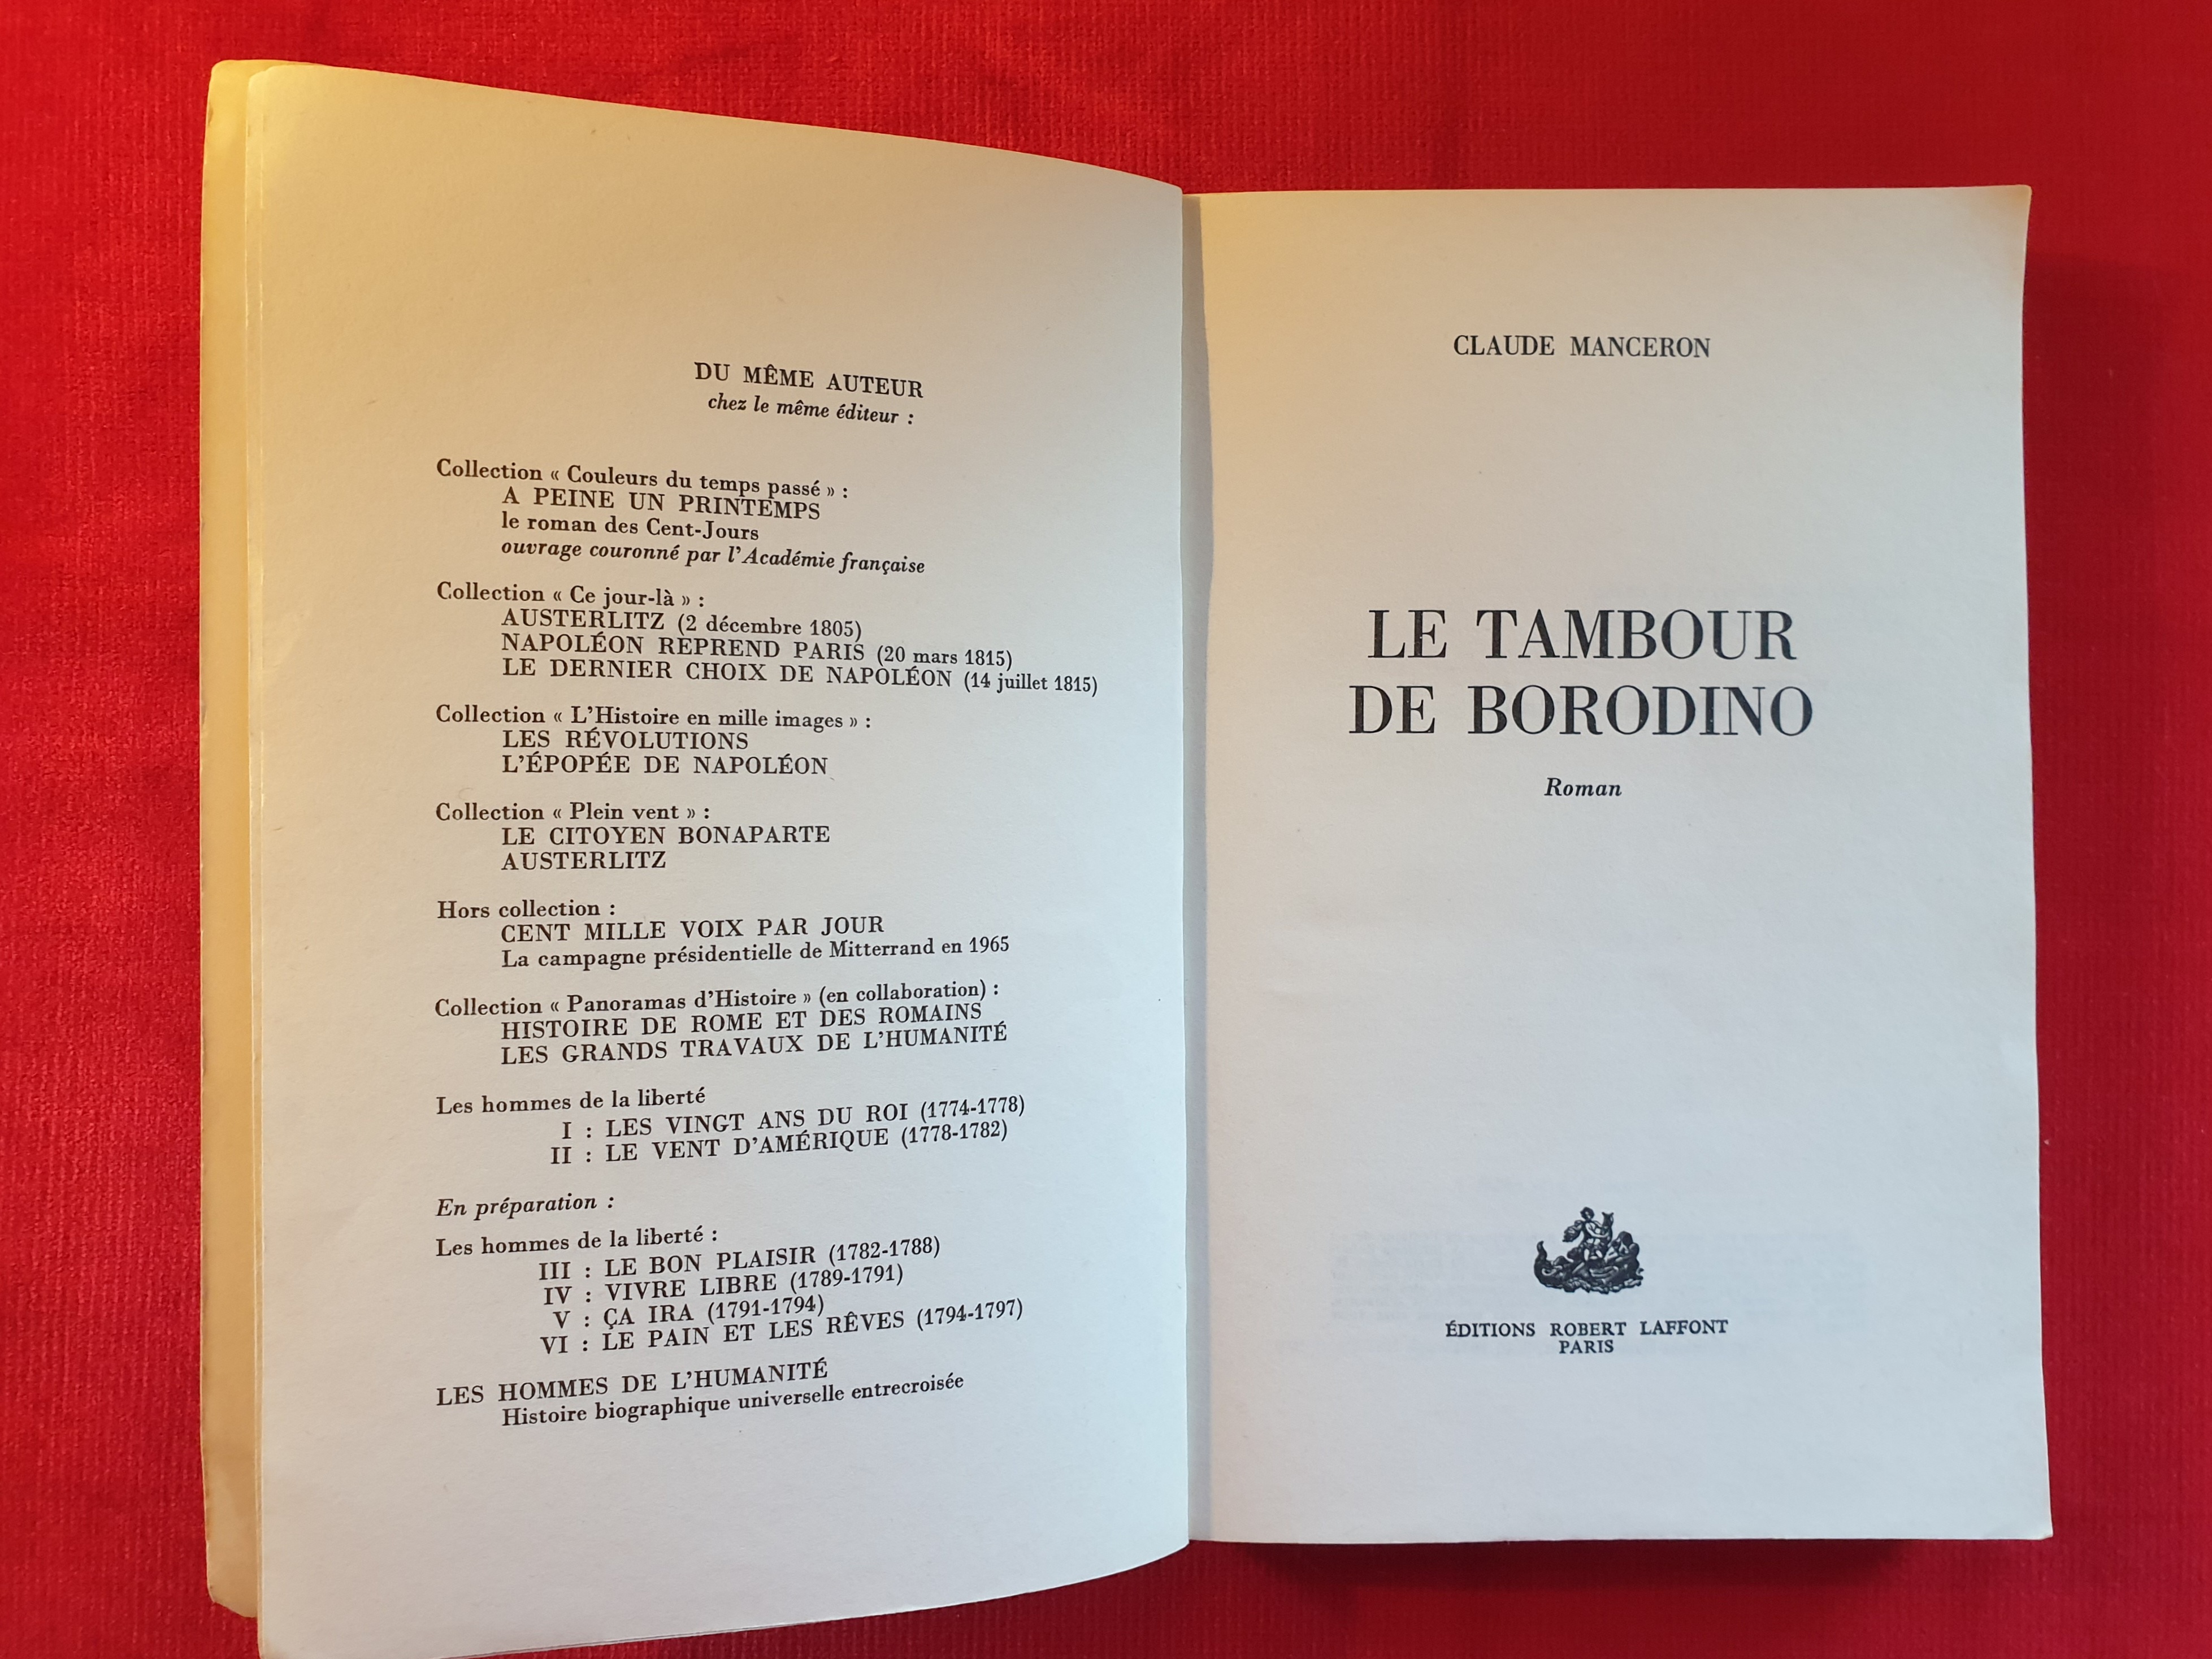 DU MÊME AUTEUR
chez le même éditeur :
Collection « Couleurs du temps passé » :
A PEINE UN PRINTEMPS
le roman des Cent-Jours
ouvrage couronné par l'Académie française
Collection « Ce jour-là » :
AUSTERLITZ (2 décembre 1805)
NAPOLÉON REPREND PARIS (20 mars 1815)
LE DERNIER CHOIX DE NAPOLÉON (14 juillet 1815)
Collection « L'Histoire en mille images » :
LES RÉVOLUTIONS
L'ÉPOPÉE DE NAPOLÉON
Collection « Plein vent » :
LE CITOYEN BONAPARTE
AUSTERLITZ
Hors collection :
CENT MILLE VOIX PAR JOUR
La campagne présidentielle de Mitterrand en 1965
Collection « Panoramas d'Histoire » (en collaboration) :
HISTOIRE DE ROME ET DES ROMAINS
LES GRANDS TRAVAUX DE L'HUMANITÉ
Les hommes de la liberté
I : LES VINGT ANS DU ROI (1774-1778)
II : LE VENT D'AMÉRIQUE (1778-1782)
En préparation :
Les hommes de la liberté :
III : LE BON PLAISIR (1782-1788)
IV : VIVRE LIBRE (1789-1791)
V : ÇA IRA (1791-1794)
VI : LE PAIN ET LES RÊVES (1794-1797)
LES HOMMES DE L'HUMANITÉ
Histoire biographique universelle entrecroisée
CLAUDE MANCERON
LE TAMBOUR
DE BORODINO
Roman
ÉDITIONS ROBERT LAFFONT
PARIS